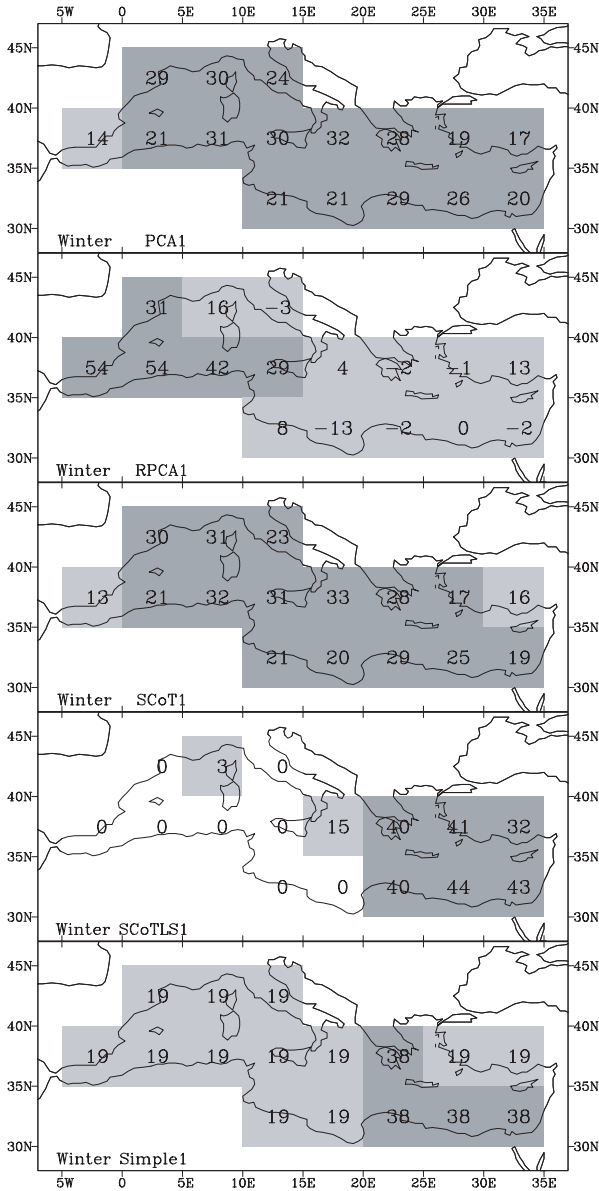 5W 0 5E 10E 15E 20E 25E 30E 35E
45N 29 30 24 45N
40N 40N
14 21 31 30 32 28 19 17
35N 35N
21 21 29 26 20
30N 30N
Winter PCA1
45N 31 16 -3 45N
40N 40N
54 54 42 29 4 -2 -1 13
35N 35N
8 -13 -2 0 -2
30N 30N
Winter RPCA1
45N 30 31 23 45N
40N 40N
13 21 32 31 33 28 17 16
35N 35N
21 20 29 25 19
30N 30N
Winter SCoT1
45N 0 3 0 45N
40N 40N
0 0 0 0 15 40 41 32
35N 35N
0 0 40 44 43
30N 30N
Winter SCoTLS1
45N 19 19 19 45N
40N 40N
19 19 19 19 19 38 19 19
35N 35N
19 19 38 38 38
30N 30N
Winter Simple1
5W 0 5E 10E 15E 20E 25E 30E 35E